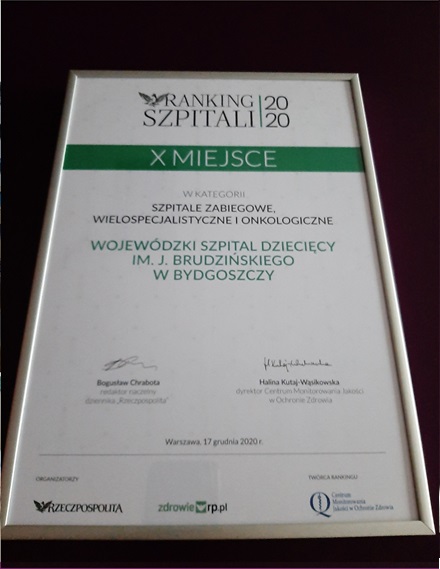 RANKING
SZPITALI
20
20
X MIEJSCE
W KATEGORII
SZPITALE ZABIEGOWE,
WIELOSPECJALISTYCZNE I ONKOLOGICZNE
WOJEWÓDZKI SZPITAL DZIECIĘCY
IM. J. BRUDZIŃSKIEGO
W BYDGOSZCZY
Bogusław Chrabota
redaktor naczelny
dziennika „Rzeczpospolita”
Halina Kutaj-Wąsikowska
dyrektor Centrum Monitorowania Jakości
w Ochronie Zdrowia
Warszawa, 17 grudnia 2020 r.
ORGANIZATORZY
TWÓRCA RANKINGU
RZECZPOSPOLITA
zdrowie.rp.pl
Q
Centrum
Monitorowania
Jakości w Ochronie Zdrowia